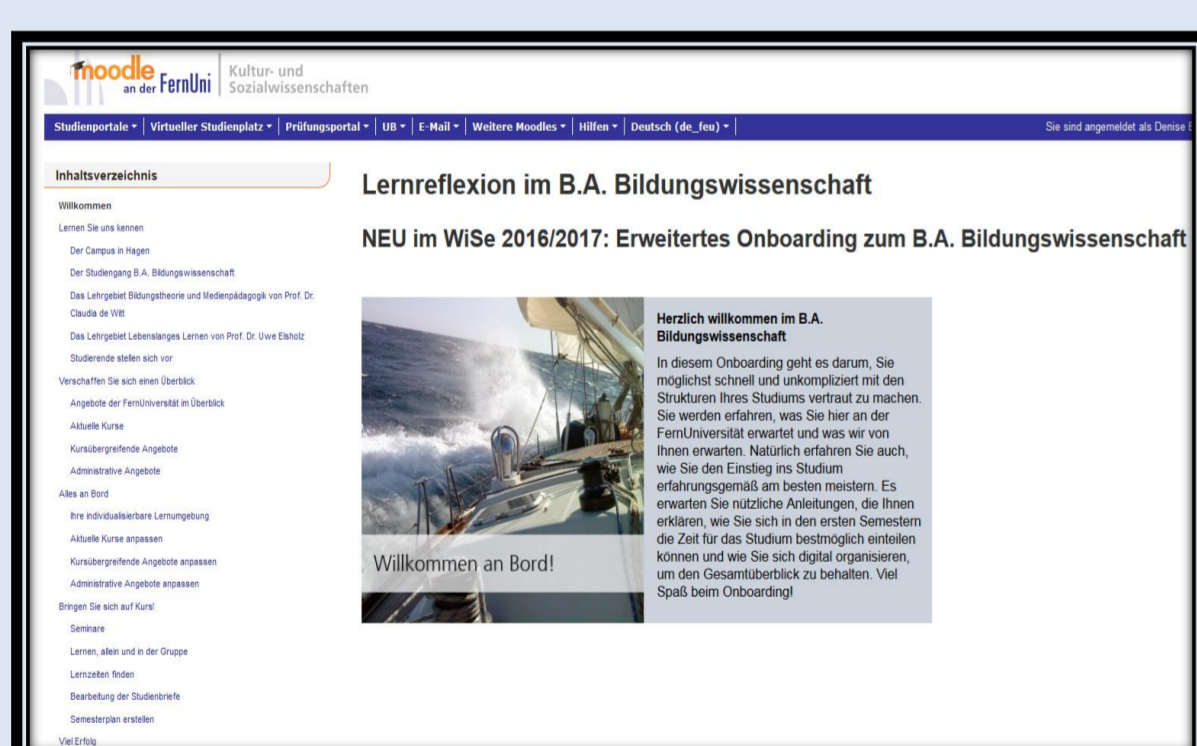 moodle
an der FernUni
Kultur- und
Sozialwissenschaften
Studienportale Virtueller Studienplatz Prüfungsportal UB E-Mail Weitere Moodles Hilfen Deutsch (de_feu) Sie sind angemeldet als Denise
Inhaltsverzeichnis
Willkommen
Lernen Sie uns kennen
Der Campus in Hagen
Der Studiengang B.A. Bildungswissenschaft
Das Lehrgebiet Bildungstheorie und Medienpädagogik von Prof. Dr.
Claudia de Witt
Das Lehrgebiet Lebenslanges Lernen von Prof. Dr. Uwe Elsholz
Studierende stellen sich vor
Verschaffen Sie sich einen Überblick
Angebote der FernUniversität im Überblick
Aktuelle Kurse
Kursübergreifende Angebote
Administrative Angebote
Alles an Bord
Ihre individualisierbare Lernumgebung
Aktuelle Kurse anpassen
Kursübergreifende Angebote anpassen
Administrative Angebote anpassen
Bringen Sie sich auf Kurs!
Seminare
Lernen, allein und in der Gruppe
Lernzeiten finden
Bearbeitung der Studienbriefe
Semesterplan erstellen
Viel Erfolg
Lernreflexion im B.A. Bildungswissenschaft
NEU im WiSe 2016/2017: Erweitertes Onboarding zum B.A. Bildungswissenschaft
Willkommen an Bord!
Herzlich willkommen im B.A.
Bildungswissenschaft
In diesem Onboarding geht es darum, Sie
möglichst schnell und unkompliziert mit den
Strukturen Ihres Studiums vertraut zu machen.
Sie werden erfahren, was Sie hier an der
FernUniversität erwartet und was wir von
Ihnen erwarten. Natürlich erfahren Sie auch,
wie Sie den Einstieg ins Studium
erfahrungsgemäß am besten meistern. Es
erwarten Sie nützliche Anleitungen, die Ihnen
erklären, wie Sie sich in den ersten Semestern
die Zeit für das Studium bestmöglich einteilen
können und wie Sie sich digital organisieren,
um den Gesamtüberblick zu behalten. Viel
Spaß beim Onboarding!